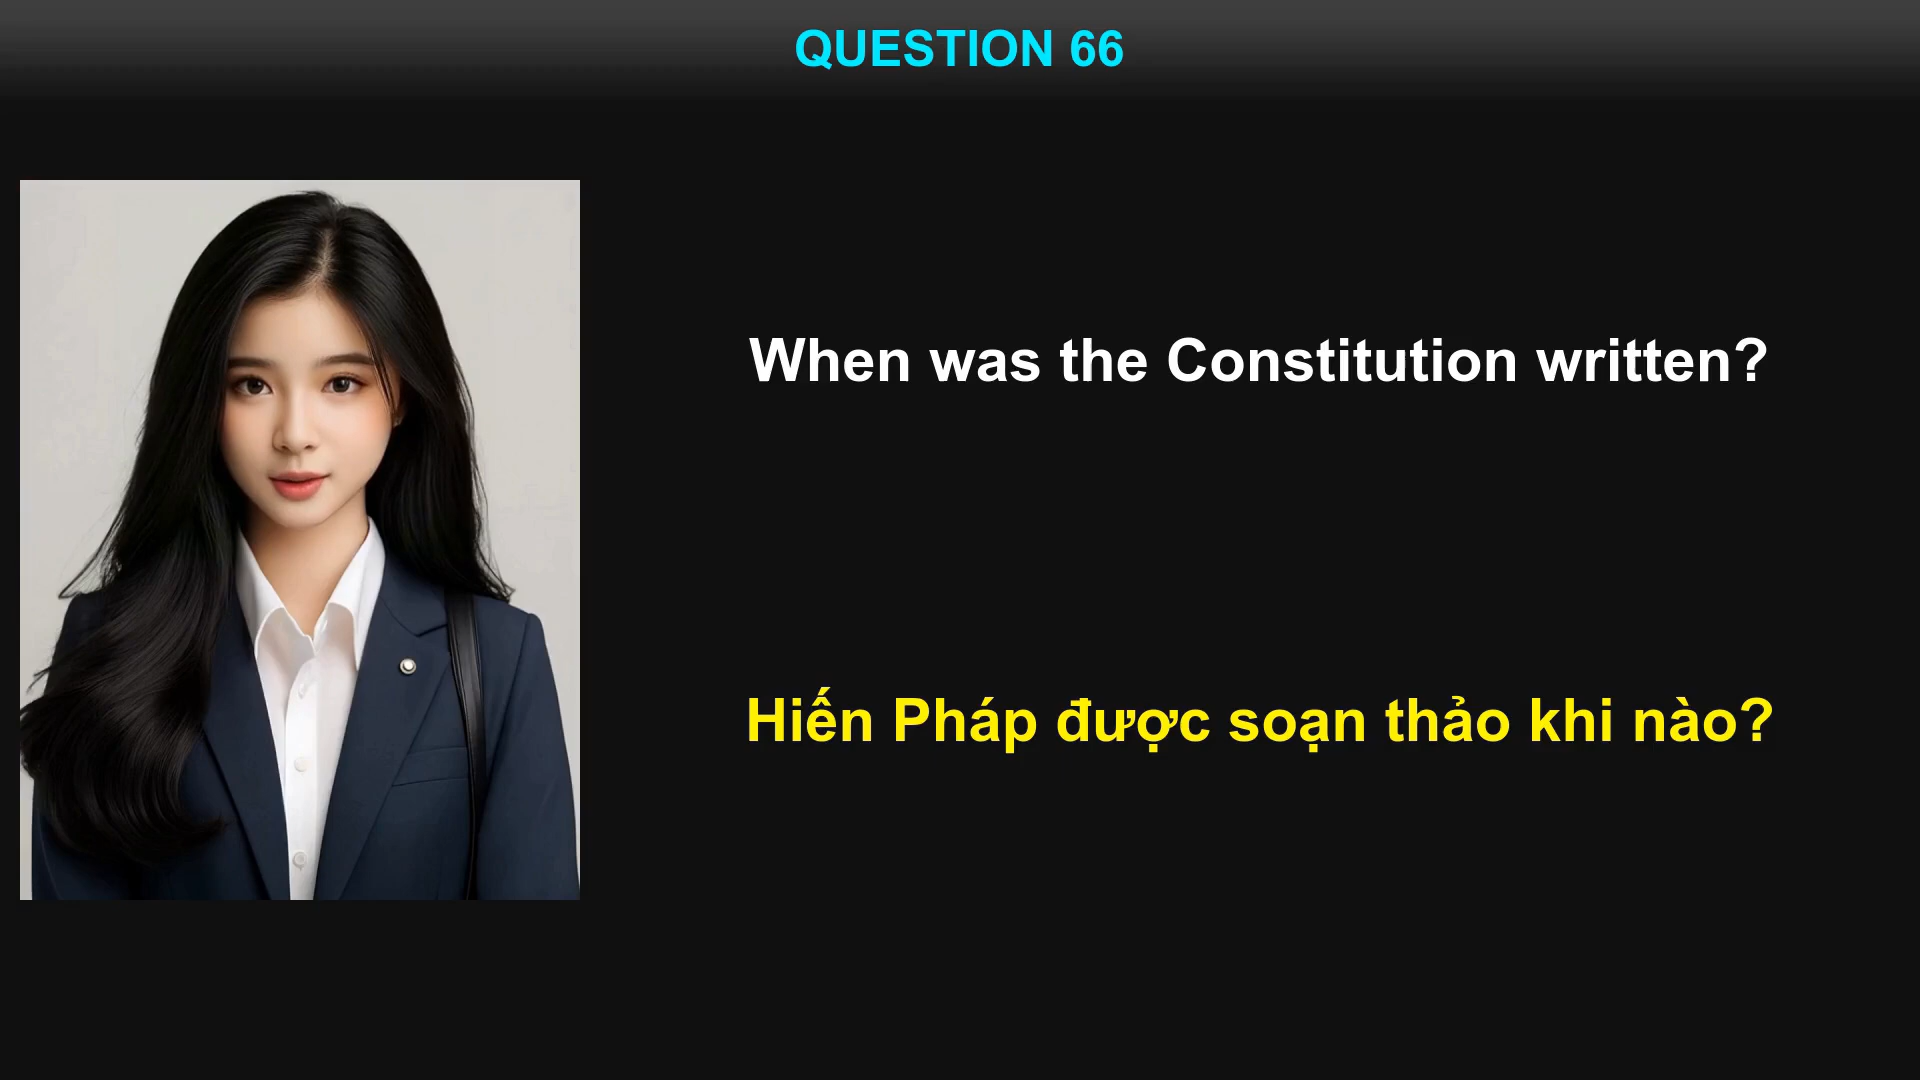 QUESTION 66
When was the Constitution written?
Hiến Pháp được soạn thảo khi nào?